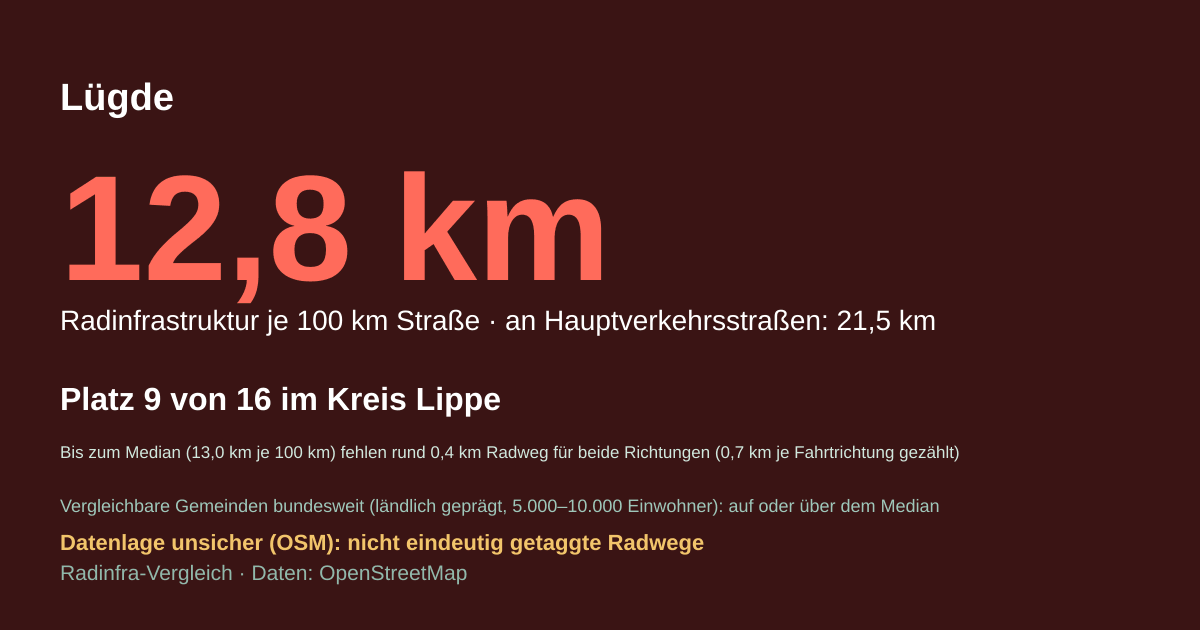 Lügde
12,8 km
Radinfrastruktur je 100 km Straße · an Hauptverkehrsstraßen: 21,5 km
Platz 9 von 16 im Kreis Lippe
Bis zum Median (13,0 km je 100 km) fehlen rund 0,4 km Radweg für beide Richtungen (0,7 km je Fahrtrichtung gezählt)
Vergleichbare Gemeinden bundesweit (ländlich geprägt, 5.000–10.000 Einwohner): auf oder über dem Median
Datenlage unsicher (OSM): nicht eindeutig getaggte Radwege
Radinfra-Vergleich · Daten: OpenStreetMap